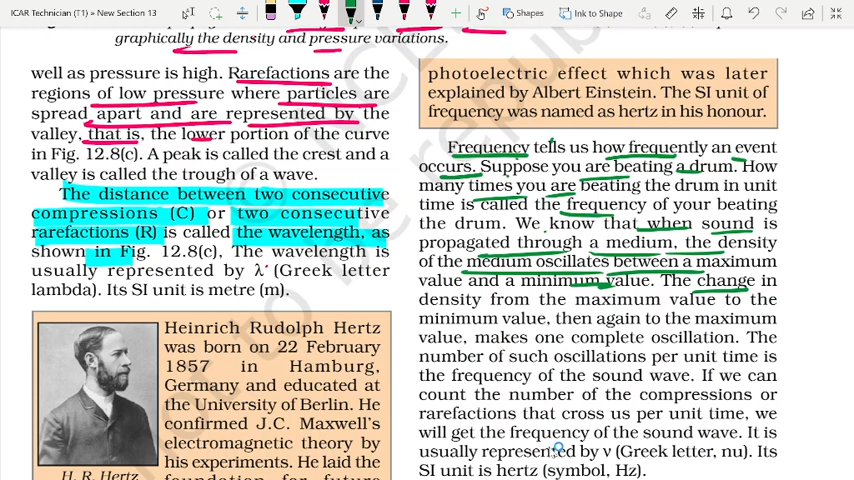 ICAR Technician (T1) » New Section 13
Shapes
Ink to Shape
graphically the density and pressure variations.
well as pressure is high. Rarefactions are the
regions of low pressure where particles are
spread apart and are represented by the
valley, that is, the lower portion of the curve
in Fig. 12.8(c). A peak is called the crest and a
valley is called the trough of a wave.
The distance between two consecutive
compressions (C) or two consecutive
rarefactions (R) is called the wavelength, as
shown in Fig. 12.8(c), The wavelength is
usually represented by λ (Greek letter
lambda). Its SI unit is metre (m).
Heinrich Rudolph Hertz
was born on 22 February
1857 in Hamburg,
Germany and educated at
the University of Berlin. He
confirmed J.C. Maxwell's
electromagnetic theory by
his experiments. He laid the
foundation for future
H. R. Hertz
photoelectric effect which was later
explained by Albert Einstein. The SI unit of
frequency was named as hertz in his honour.
Frequency tells us how frequently an event
occurs. Suppose you are beating a drum. How
many times you are beating the drum in unit
time is called the frequency of your beating
the drum. We know that when sound is
propagated through a medium, the density
of the medium oscillates between a maximum
value and a minimum value. The change in
density from the maximum value to the
minimum value, then again to the maximum
value, makes one complete oscillation. The
number of such oscillations per unit time is
the frequency of the sound wave. If we can
count the number of the compressions or
rarefactions that cross us per unit time, we
will get the frequency of the sound wave. It is
usually represented by ν (Greek letter, nu). Its
SI unit is hertz (symbol, Hz).